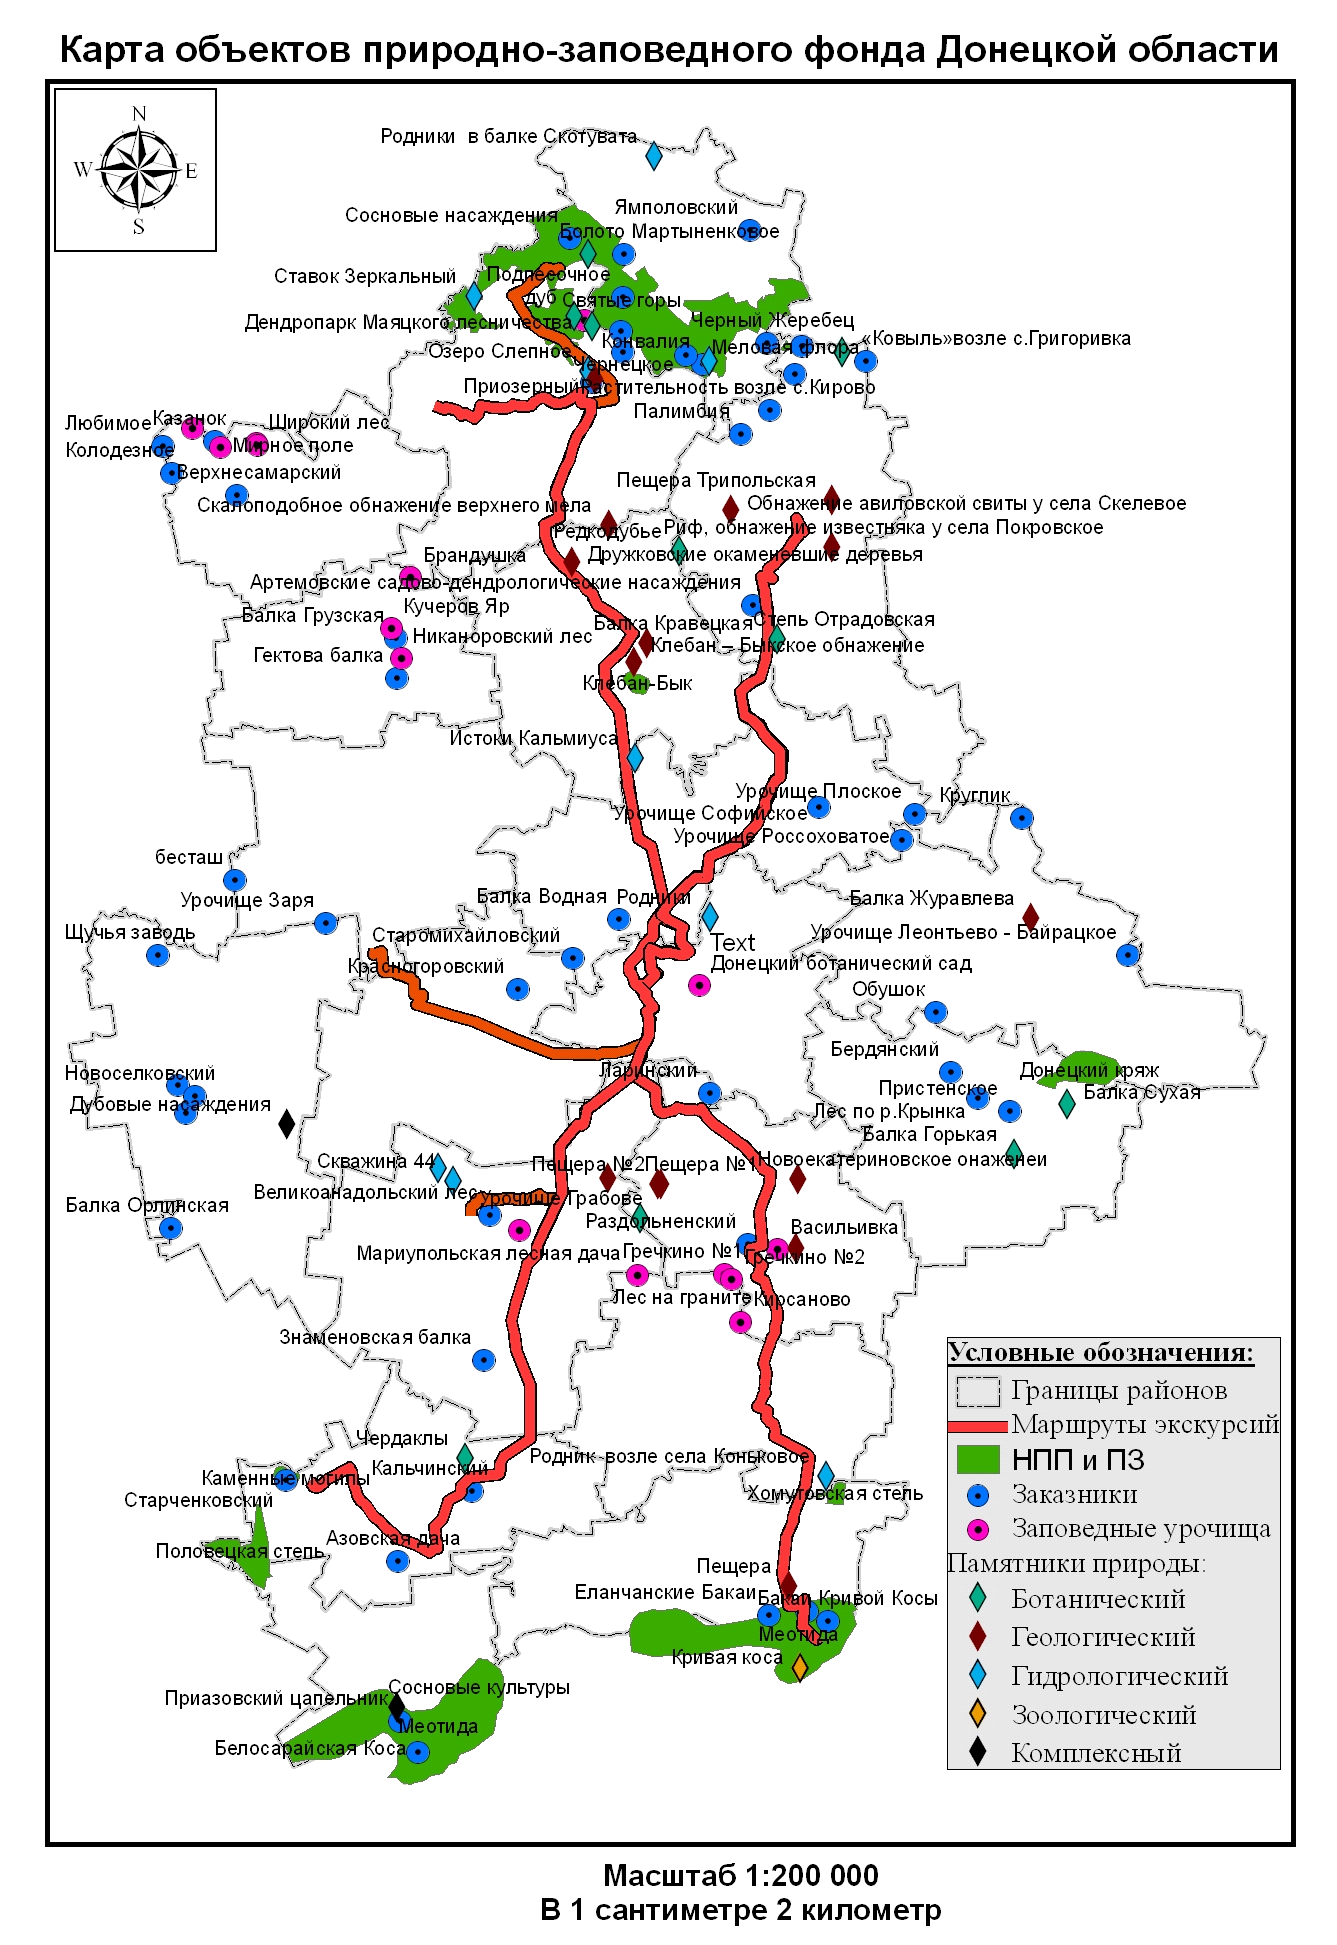 Карта объектов природно-заповедного фонда Донецкой области
N
W E
S
Родники в балке Скотувата
Ямполовский
Сосновые насаждения
Болото Мартыненковое
Подпесочное
Ставок Зеркальный
дуб
Святые горы
Дендропарк Маяцкого лесничества
Черный Жеребец
Конвалия
«Ковыль»возле с.Григоривка
Меловая флора
Озеро Слепное
Чернецкое
Приозерный
Растительность возле с.Кирово
Палимбия
Любимое
Казанок
Широкий лес
Колодезное
Мирное поле
Верхнесамарский
Пещера Трипольская
Скалоподобное обнажение верхнего мела
Обнажение авиловской свиты у села Скелевое
Редкодубье
Риф, обнажение известняка у села Покровское
Брандушка
Дружковские окаменевшие деревья
Артемовские садово-дендрологические насаждения
Кучеров Яр
Балка Грузская
Балка Кравецкая
Степь Отрадовская
Никаноровский лес
Клебан – Быкское обнажение
Гектова балка
Клебан-Бык
Истоки Кальмиуса
Урочище Плоское
Круглик
Урочище Софийское
Урочище Россоховатое
бесташ
Урочище Заря
Балка Водная
Родники
Балка Журавлева
Щучья заводь
Старомихайловский
Text
Урочище Леонтьево - Байрацкое
Красногоровский
Донецкий ботанический сад
Обушок
Бердянский
Новоселковский
Ларинский
Донецкий кряж
Пристенское
Балка Сухая
Дубовые насаждения
Лес по р.Крынка
Балка Горькая
Скважина 44
Пещера №2
Пещера №1
Новоекатериновское онаженеи
Великоанадольский лес
урочище Грабове
Балка Орлинская
Раздольненский
Васильивка
Мариупольская лесная дача
Гречкино №1
Гречкино №2
Лес на граните
Кирсаново
Знаменовская балка
Чердаклы
Кальчинский
Родник возле села Коньковое
Каменные могилы
Старченковский
Хомутовская степь
Половецкая степь
Азовская дача
Пещера
Еланчанские Бакаи
Бакаи Кривой Косы
Меотида
Кривая коса
Сосновые культуры
Приазовский цапельник
Меотида
Белосарайская Коса
Условные обозначения:
Границы районов
Маршруты экскурсий
НПП и ПЗ
Заказники
Заповедные урочища
Памятники природы:
Ботанический
Геологический
Гидрологический
Зоологический
Комплексный
Масштаб 1:200 000
В 1 сантиметре 2 километр